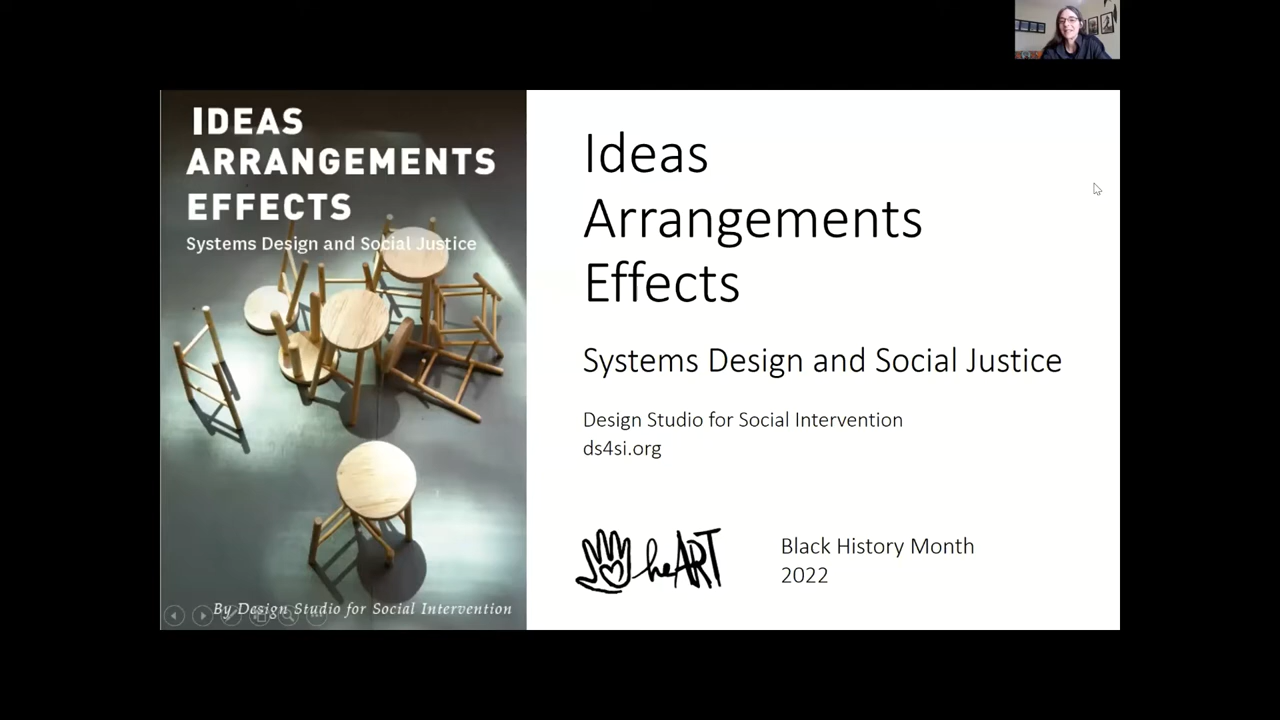 IDEAS
ARRANGEMENTS
EFFECTS
Systems Design and Social Justice
By Design Studio for Social Intervention
Ideas
Arrangements
Effects
Systems Design and Social Justice
Design Studio for Social Intervention
ds4si.org
heART
Black History Month
2022